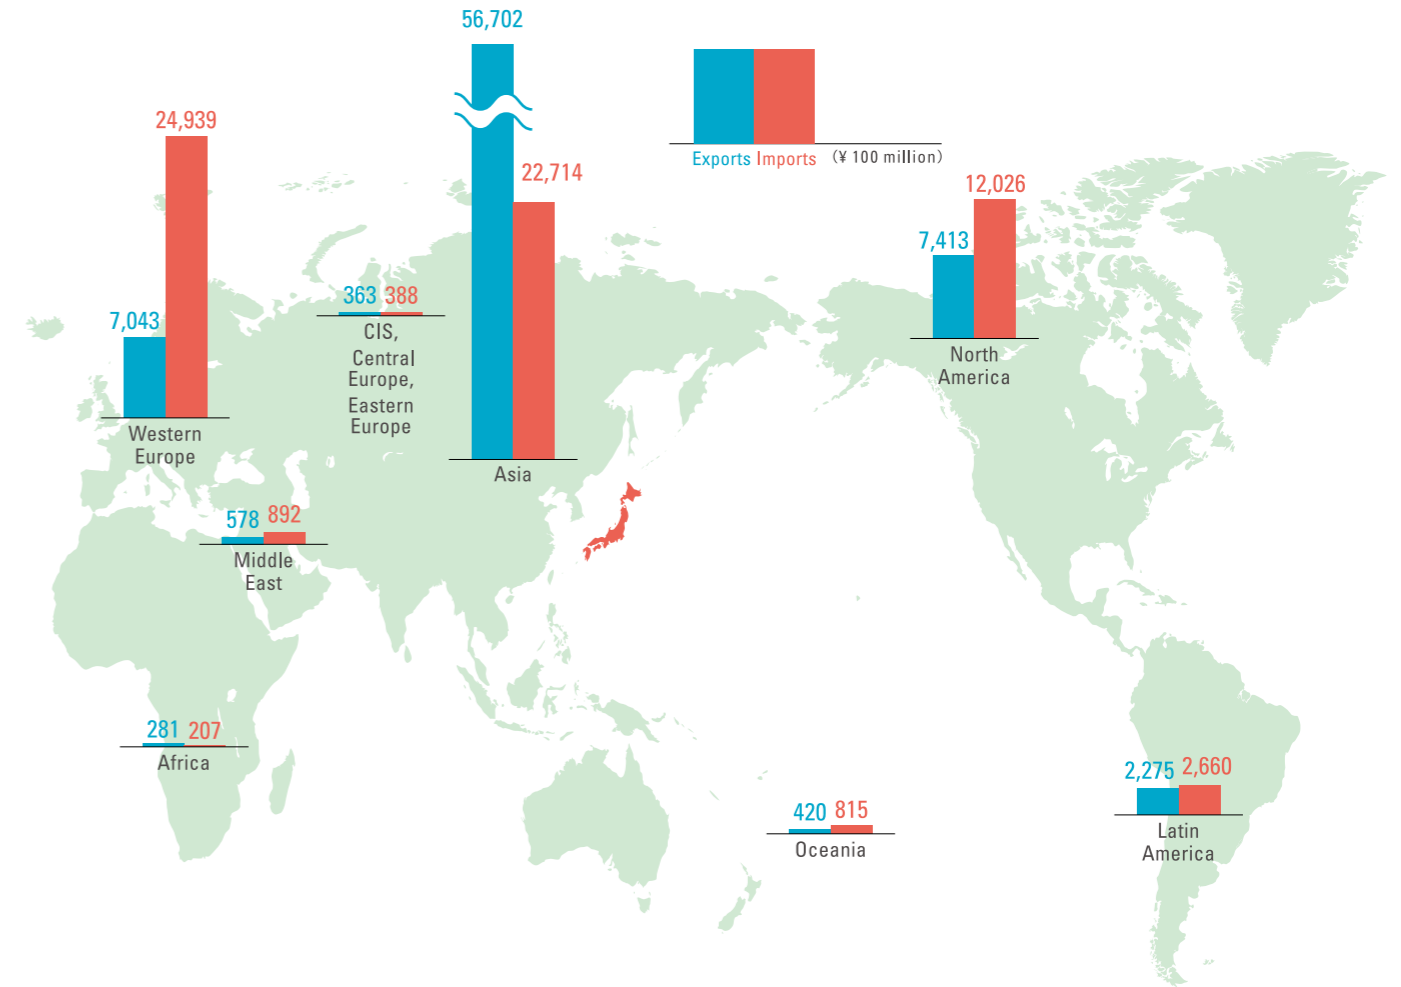 56,702
22,714
Asia
Exports Imports (¥ 100 million)
24,939
7,043
Western
Europe
363 388
CIS,
Central
Europe,
Eastern
Europe
12,026
7,413
North
America
578 892
Middle
East
281 207
Africa
420 815
Oceania
2,275 2,660
Latin
America